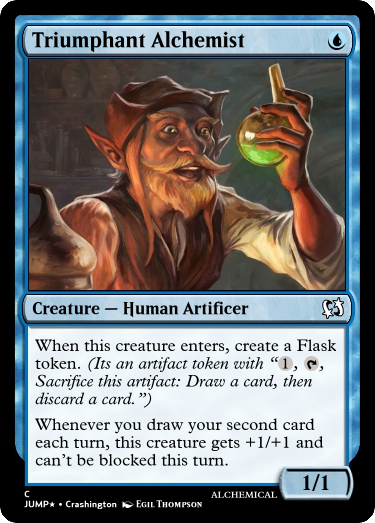 Triumphant Alchemist
Creature — Human Artificer
When this creature enters, create a Flask
token. (Its an artifact token with “1, T,
Sacrifice this artifact: Draw a card, then
discard a card.”)
Whenever you draw your second card
each turn, this creature gets +1/+1 and
can’t be blocked this turn.
1/1
C
ALCHEMICAL
JUMP★ • Crashington Egil Thompson